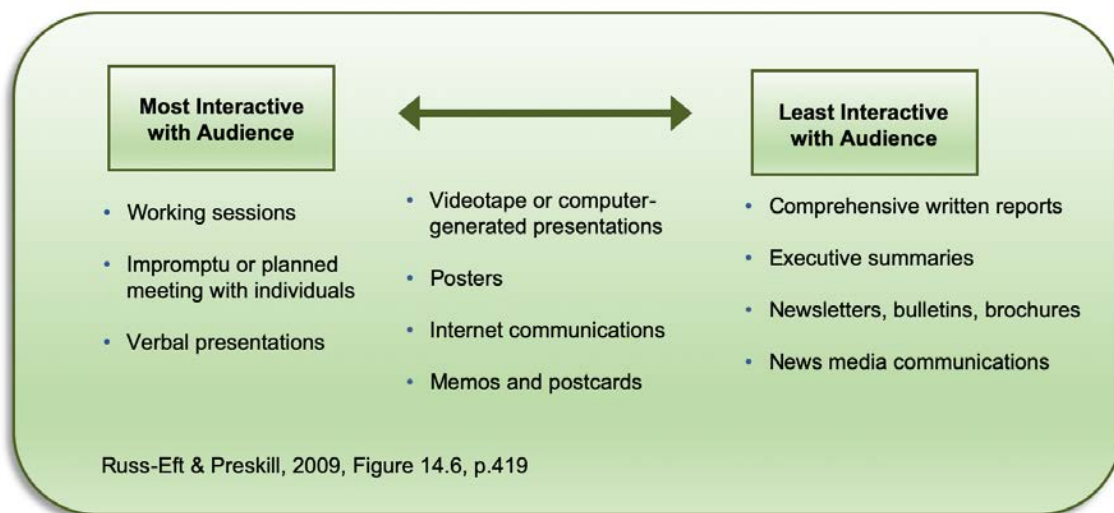 Most Interactive
with Audience
Least Interactive
with Audience
• Working sessions
• Impromptu or planned
meeting with individuals
• Verbal presentations
• Videotape or computer-
generated presentations
• Posters
• Internet communications
• Memos and postcards
• Comprehensive written reports
• Executive summaries
• Newsletters, bulletins, brochures
• News media communications
Russ-Eft & Preskill, 2009, Figure 14.6, p.419